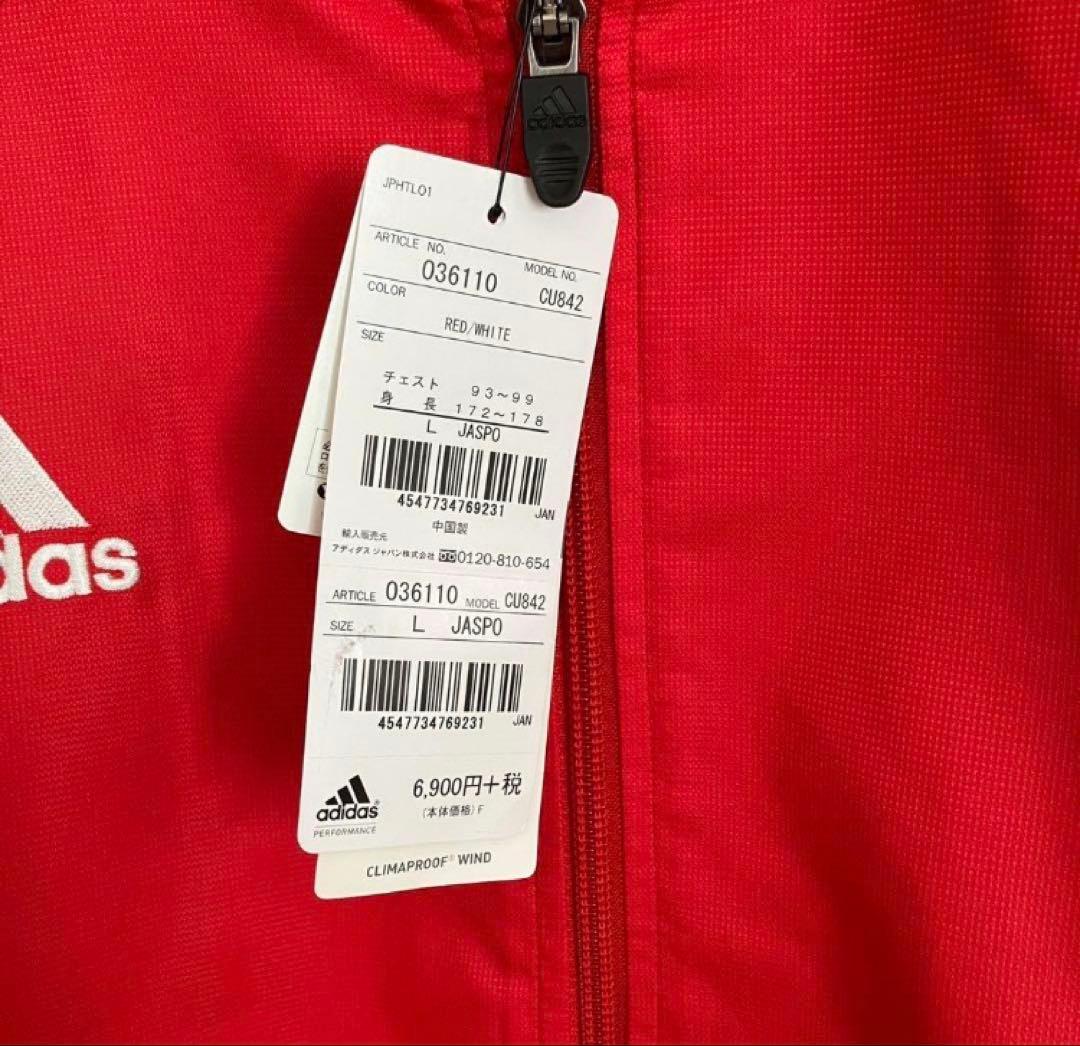 adidas
JPHTL01
ARTICLE NO.
MODEL NO.
036110
CU842
COLOR
RED/WHITE
SIZE
チェスト 93~99
身長 172~178
L JASPO
4547734769231 JAN
中国製
輸入販売元
アディダス ジャパン株式会社 0120-810-654
ARTICLE 036110 MODEL CU842
SIZE L JASPO
4547734769231 JAN
adidas
PERFORMANCE
6,900円+税
(本体価格) F
CLIMAPROOF® WIND
das